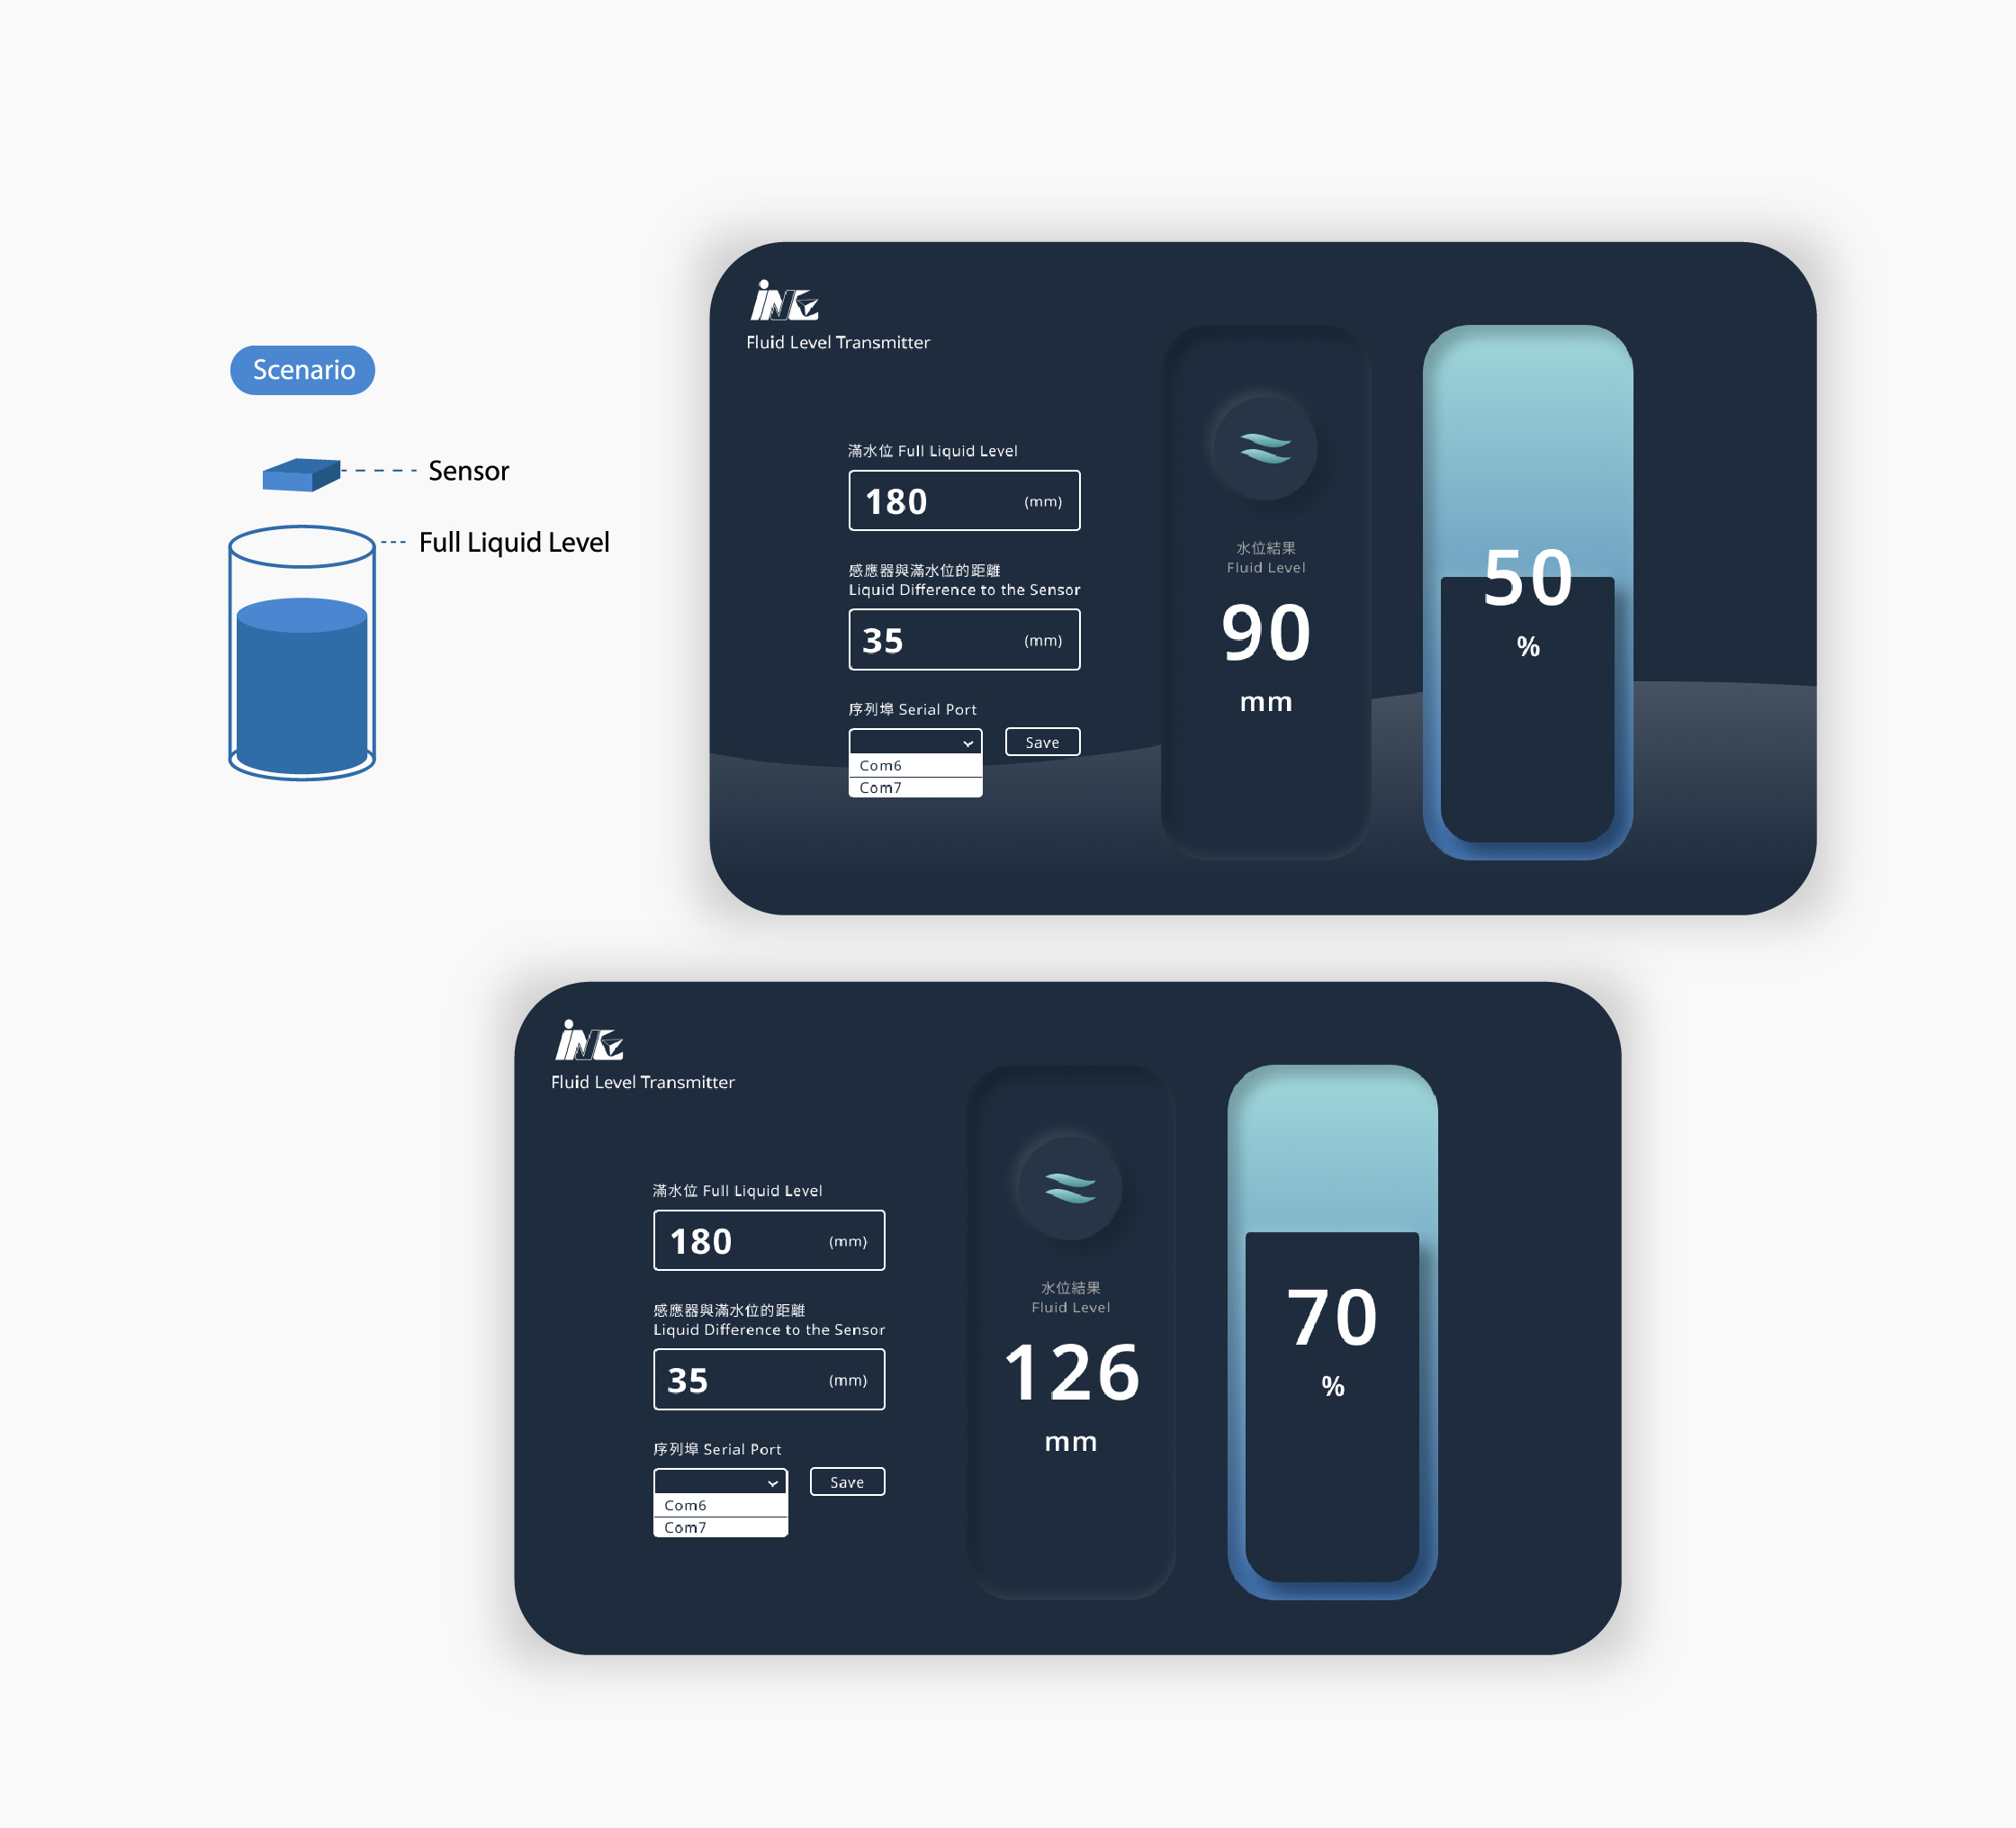 Scenario
Sensor
Full Liquid Level
iNG
Fluid Level Transmitter
滿水位 Full Liquid Level
180 (mm)
感應器與滿水位的距離
Liquid Difference to the Sensor
35 (mm)
序列埠 Serial Port
Save
Com6
Com7
水位結果
Fluid Level
90
mm
50
%
iNG
Fluid Level Transmitter
滿水位 Full Liquid Level
180 (mm)
感應器與滿水位的距離
Liquid Difference to the Sensor
35 (mm)
序列埠 Serial Port
Save
Com6
Com7
水位結果
Fluid Level
126
mm
70
%